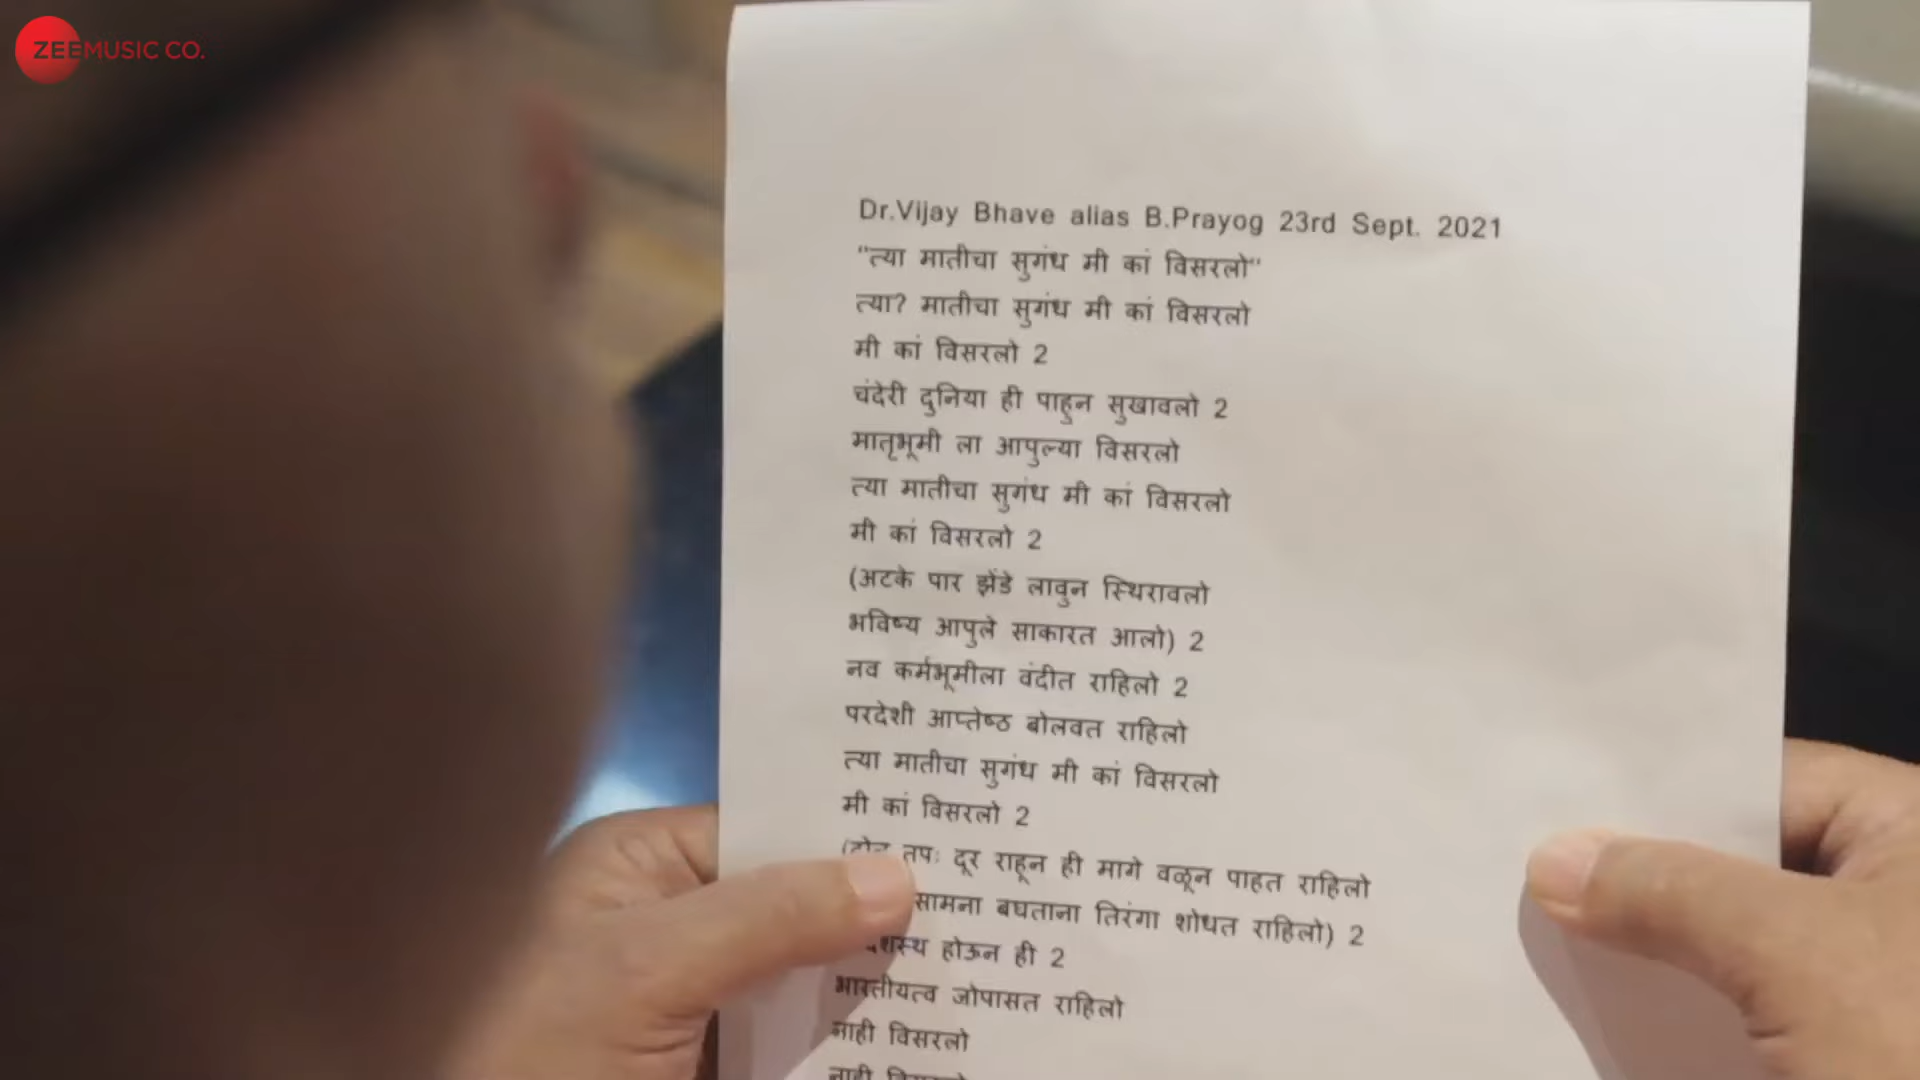 ZEEMUSIC CO.
Dr.Vijay Bhave alias B.Prayog 23rd Sept. 2021
"त्या मातीचा सुगंध मी कां विसरलो"
त्या? मातीचा सुगंध मी कां विसरलो
मी कां विसरलो 2
चंदेरी दुनिया ही पाहुन सुखावलो 2
मातृभूमी ला आपुल्या विसरलो
त्या मातीचा सुगंध मी कां विसरलो
मी कां विसरलो 2
(अटके पार झेंडे लावुन स्थिरावलो
भविष्य आपुले साकारत आलो) 2
नव कर्मभूमीला वंदीत राहिलो 2
परदेशी आप्तेष्ठ बोलवत राहिलो
त्या मातीचा सुगंध मी कां विसरलो
मी कां विसरलो 2
तपः दूर राहून ही मागे वळून पाहत राहिलो
सामना बघताना तिरंगा शोधत राहिलो) 2
होऊन ही 2
भारतीयत्व जोपासत राहिलो
नाही विसरलो